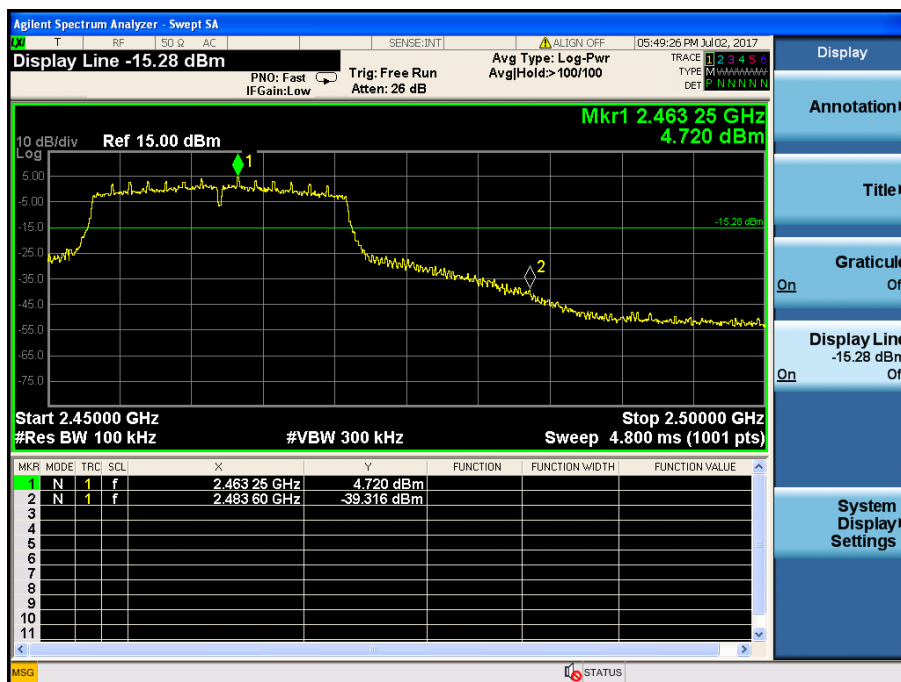 Agilent Spectrum Analyzer - Swept SA
LXI T RF 50 Ω AC SENSE:INT ALIGN OFF 05:49:26 PM Jul 02, 2017
Display Line -15.28 dBm
PNO: Fast
IFGain:Low
Trig: Free Run
Atten: 26 dB
Avg Type: Log-Pwr
Avg|Hold:>100/100
TRACE 1 2 3 4 5 6
TYPE M W W W W W
DET P N N N N N
Mkr1 2.463 25 GHz
4.720 dBm
10 dB/div Ref 15.00 dBm
Log
1
5.00
-5.00
-15.0
-15.28 dBm
-25.0
2
-35.0
-45.0
-55.0
-65.0
-75.0
Start 2.45000 GHz Stop 2.50000 GHz
#Res BW 100 kHz #VBW 300 kHz Sweep 4.800 ms (1001 pts)
MKR MODE TRC SCL X Y FUNCTION FUNCTION WIDTH FUNCTION VALUE
1 N 1 f 2.463 25 GHz 4.720 dBm
2 N 1 f 2.483 60 GHz -39.316 dBm
3
4
5
6
7
8
9
10
11
MSG STATUS
Display
Annotation
Title
Graticule
On Of
Display Line
-15.28 dBm
On Of
System
Display
Settings